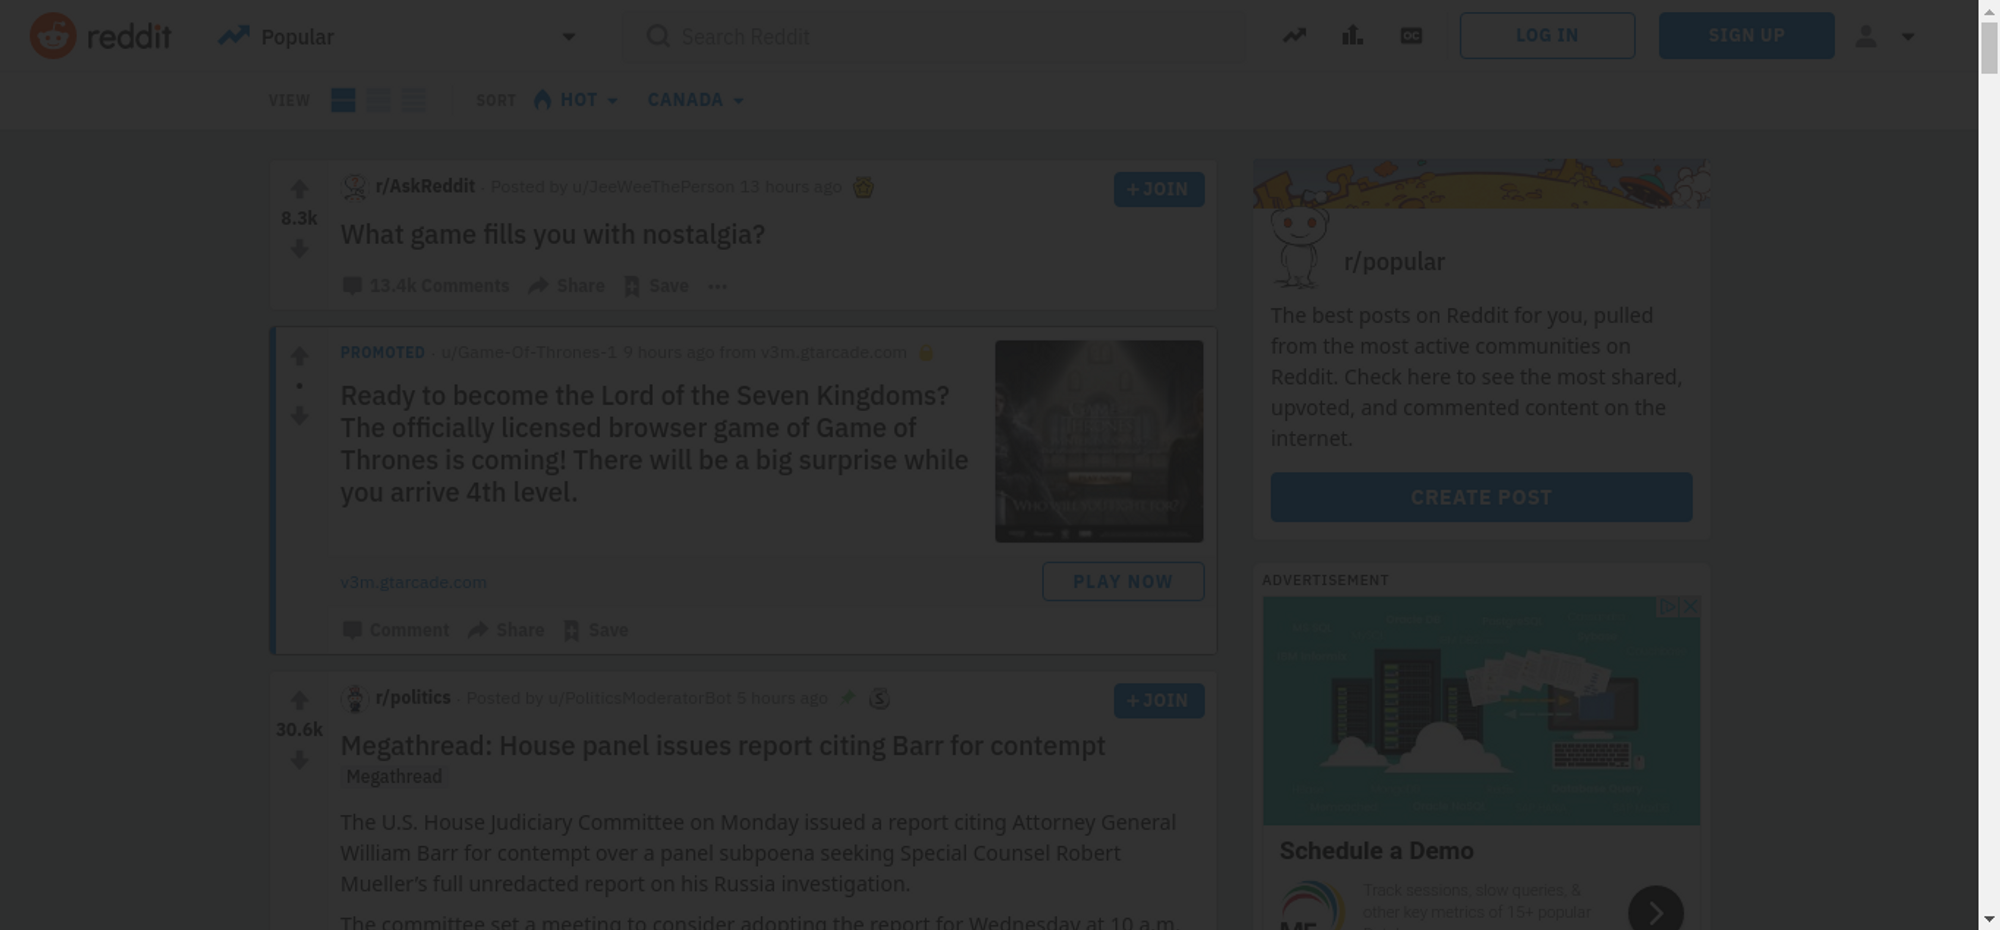 reddit
Popular
Search Reddit
OC
LOG IN
SIGN UP
VIEW
SORT
HOT
CANADA
r/AskReddit · Posted by u/JeeWeeThePerson 13 hours ago
+ JOIN
8.3k
What game fills you with nostalgia?
13.4k Comments
Share
Save
PROMOTED · u/Game-Of-Thrones-1 9 hours ago from v3m.gtarcade.com
Ready to become the Lord of the Seven Kingdoms?
The officially licensed browser game of Game of
Thrones is coming! There will be a big surprise while
you arrive 4th level.
WHO WILL YOU FIGHT FOR?
v3m.gtarcade.com
PLAY NOW
Comment
Share
Save
r/politics · Posted by u/PoliticsModeratorBot 5 hours ago
S
+ JOIN
30.6k
Megathread: House panel issues report citing Barr for contempt
Megathread
The U.S. House Judiciary Committee on Monday issued a report citing Attorney General
William Barr for contempt over a panel subpoena seeking Special Counsel Robert
Mueller's full unredacted report on his Russia investigation.
The committee set a meeting to consider adopting the report for Wednesday at 10 a.m.
r/popular
The best posts on Reddit for you, pulled
from the most active communities on
Reddit. Check here to see the most shared,
upvoted, and commented content on the
internet.
CREATE POST
ADVERTISEMENT
Schedule a Demo
Track sessions, slow queries, &
other key metrics of 15+ popular